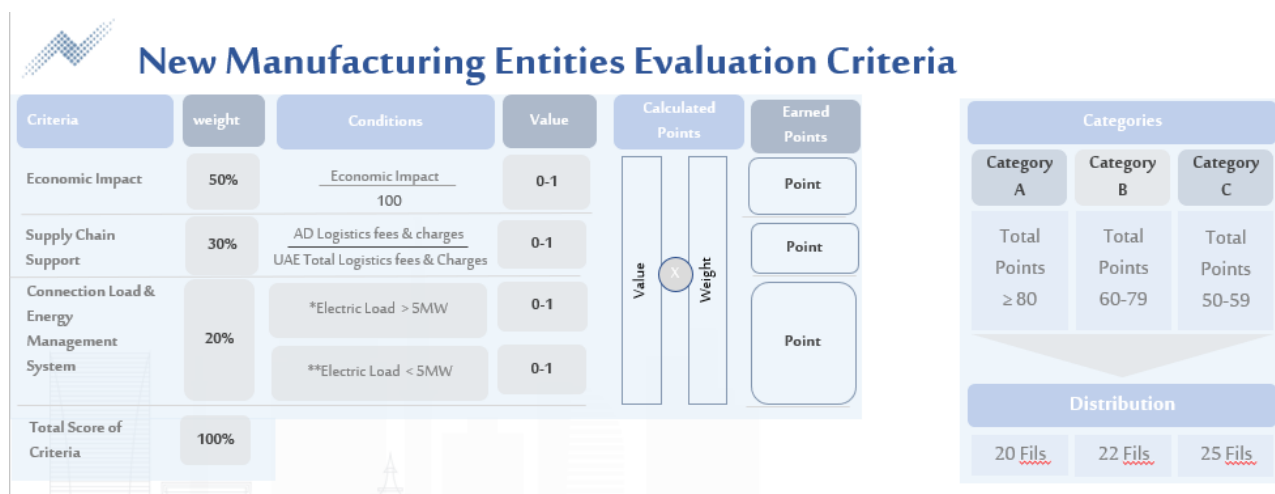 New Manufacturing Entities Evaluation Criteria
Criteria
weight
Conditions
Value
Calculated
Points
Earned
Points
Economic Impact
50%
Economic Impact
100
0-1
Point
Supply Chain
Support
30%
AD Logistics fees & charges
UAE Total Logistics fees & Charges
0-1
Point
Connection Load &
Energy
Management
System
20%
*Electric Load > 5MW
0-1
**Electric Load < 5MW
0-1
Point
Value
X
Weight
Total Score of
Criteria
100%
Categories
Category
A
Category
B
Category
C
Total
Points
≥ 80
Total
Points
60-79
Total
Points
50-59
Distribution
20 Fils
22 Fils
25 Fils